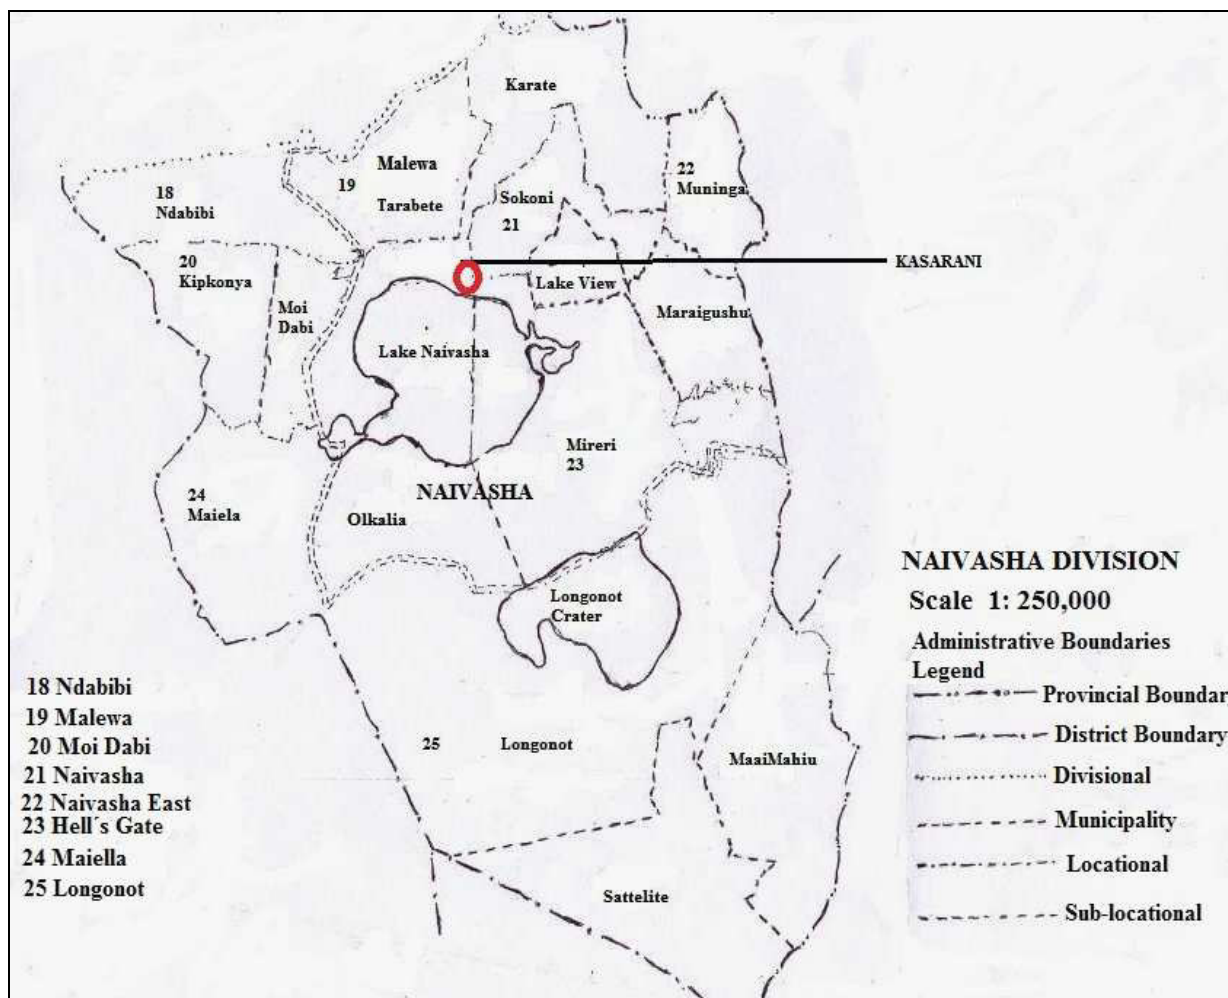 Karate
Malewa
22
Muninga
19
18
Ndabibi
Tarabete
Sokoni
21
20
Kipkonya
KASARANI
Lake View
Moi
Dabi
Maraigushu
Lake Naivasha
Mireri
23
24
Maiela
NAIVASHA
Olkalia
Longonot
Crater
25
Longonot
MaaiMahiu
Sattelite
18 Ndabibi
19 Malewa
20 Moi Dabi
21 Naivasha
22 Naivasha East
23 Hell´s Gate
24 Maiella
25 Longonot
NAIVASHA DIVISION
Scale 1: 250,000
Administrative Boundaries
Legend
Provincial Boundar
District Boundary
Divisional
Municipality
Locational
Sub-locational